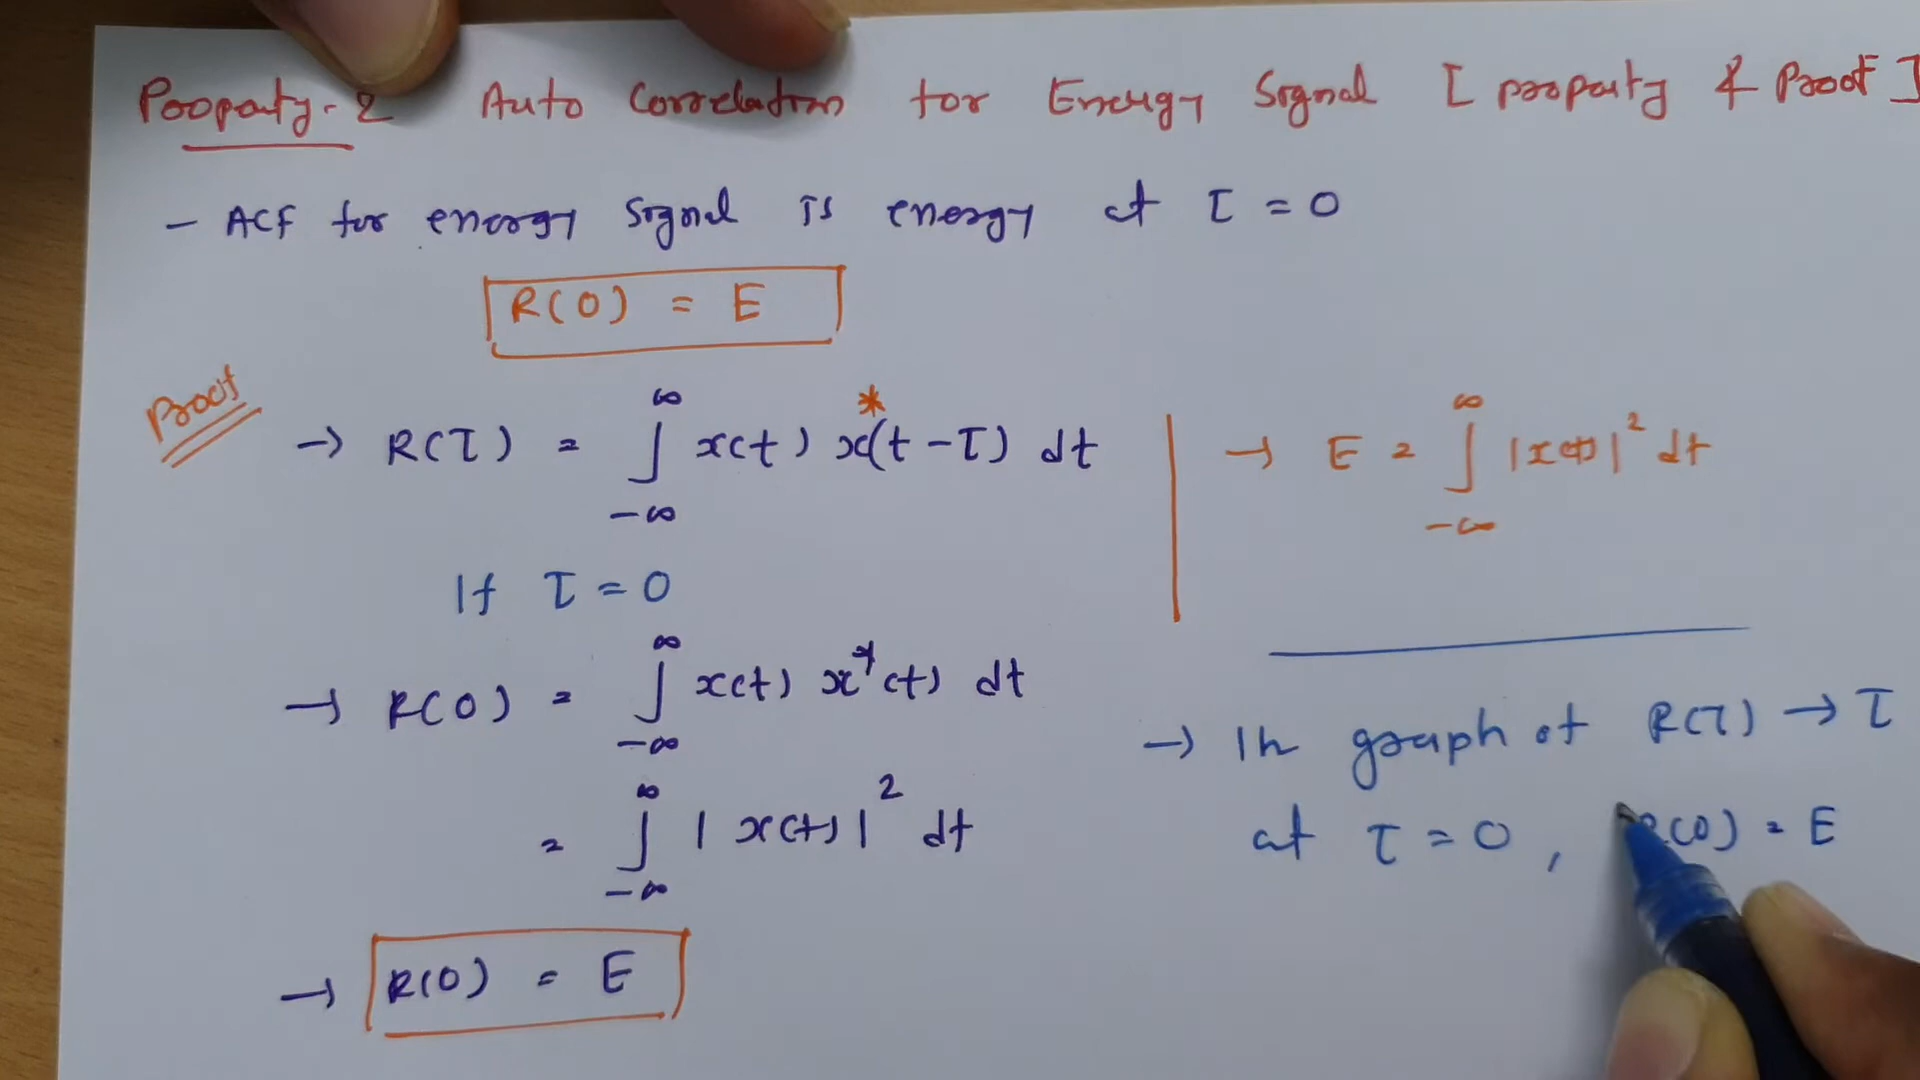 Property-2 Auto Correlation for Energy Signal [ property & Proof ]
- ACF for energy signal is energy at τ = 0
R(0) = E
Proof
→ R(τ) = ∫_{-∞}^{∞} x(t) x*(t-τ) dt
→ E = ∫_{-∞}^{∞} |x(t)|² dt
If τ = 0
→ R(0) = ∫_{-∞}^{∞} x(t) x*(t) dt
= ∫_{-∞}^{∞} | x(t) |² dt
→ R(0) = E
→ In graph of R(τ) → τ
at τ = 0, R(0) = E